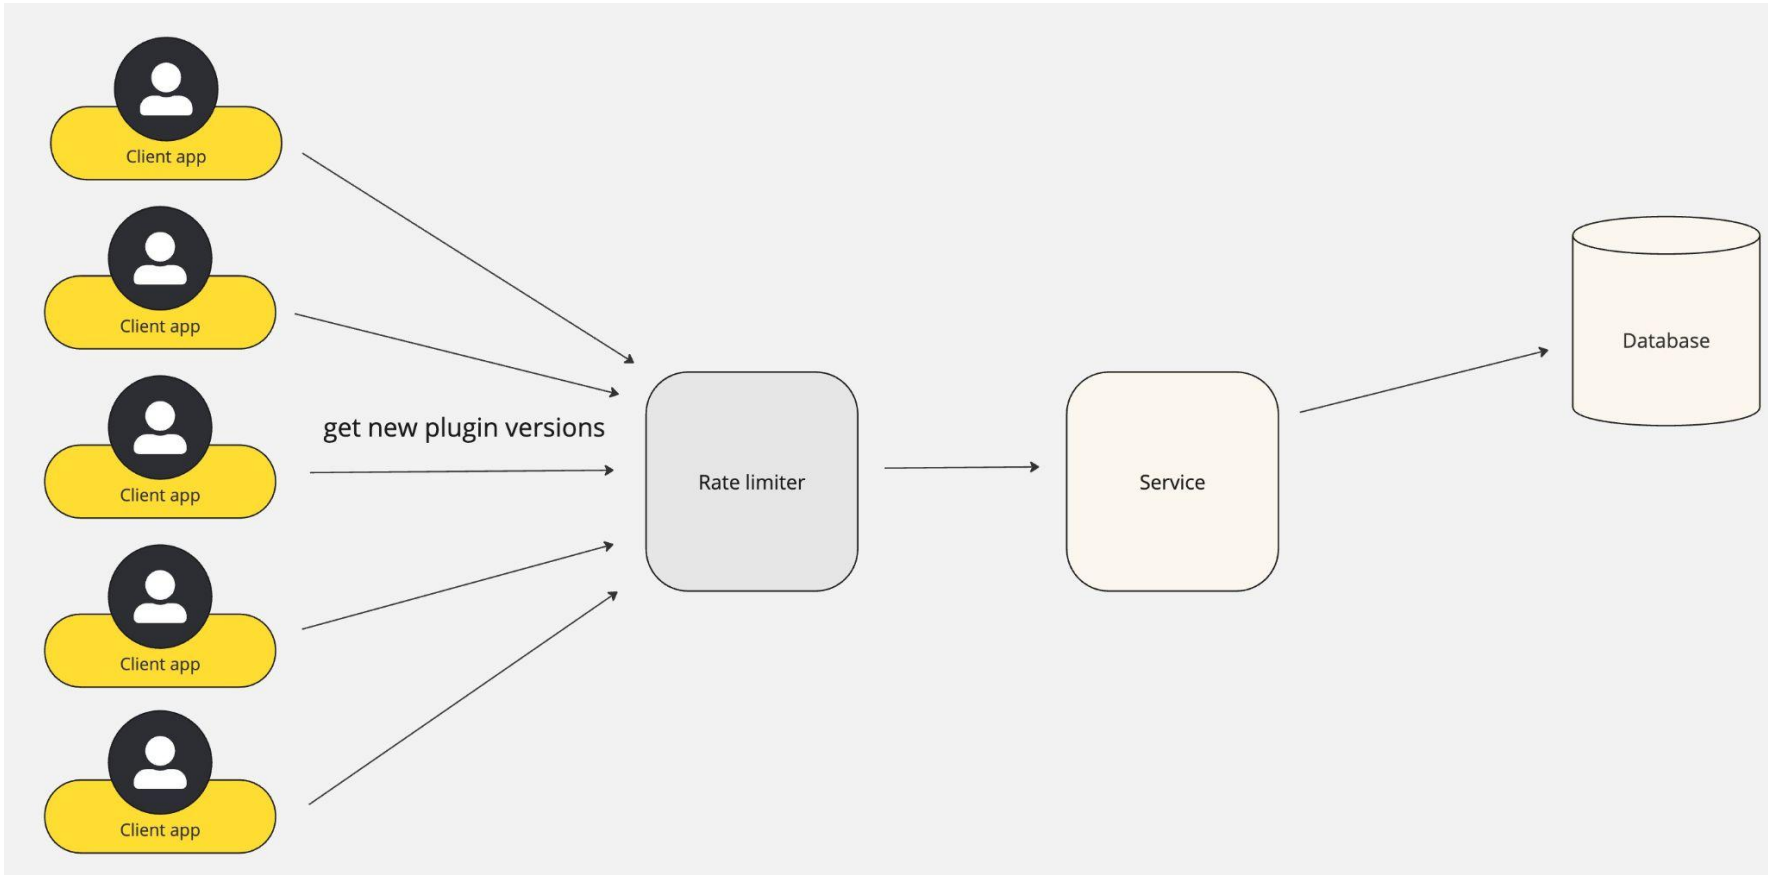 Client app
Client app
get new plugin versions
Client app
Client app
Client app
Rate limiter
Service
Database